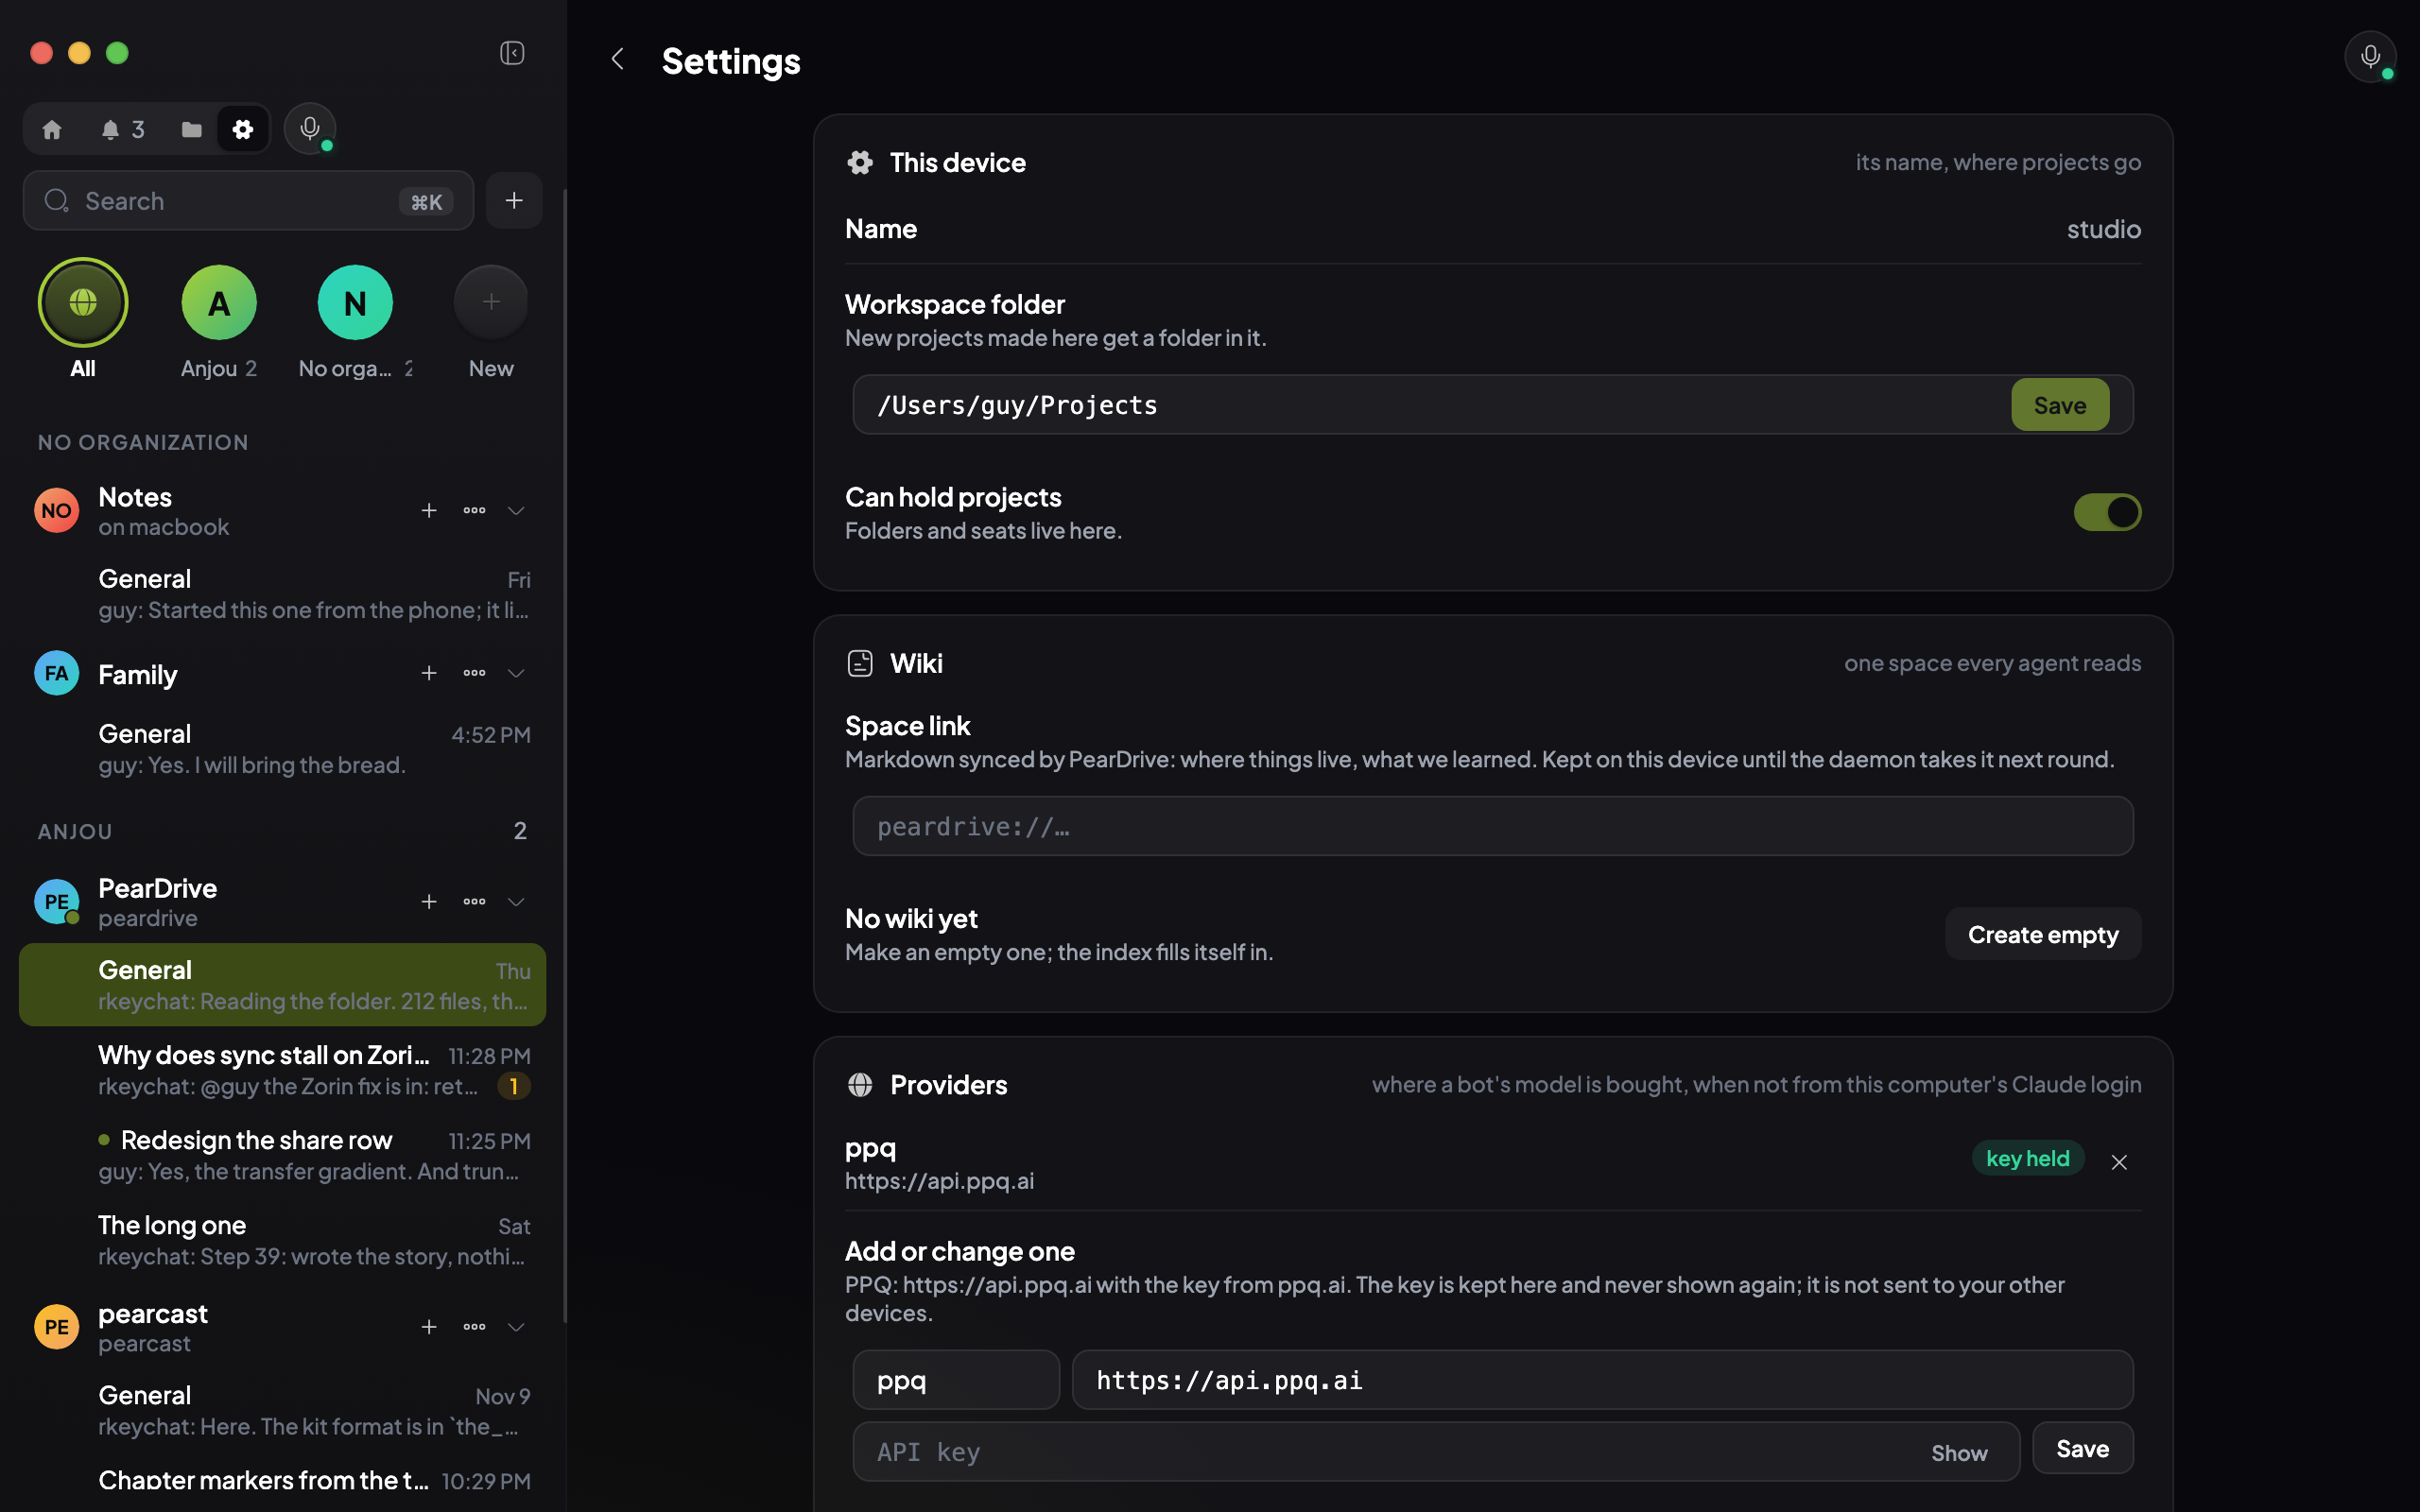 3
Search
⌘K
A
N
All
Anjou 2
No orga…
New
NO ORGANIZATION
NO
Notes
on macbook
General
Fri
guy: Started this one from the phone; it li…
FA
Family
General
4:52 PM
guy: Yes. I will bring the bread.
ANJOU
2
PE
PearDrive
peardrive
General
Thu
rkeychat: Reading the folder. 212 files, th…
Why does sync stall on Zori…
11:28 PM
rkeychat: @guy the Zorin fix is in: ret…
1
Redesign the share row
11:25 PM
guy: Yes, the transfer gradient. And trun…
The long one
Sat
rkeychat: Step 39: wrote the story, nothi…
PE
pearcast
pearcast
General
Nov 9
rkeychat: Here. The kit format is in `the_…
Chapter markers from the t…
10:29 PM
Settings
This device
its name, where projects go
Name
studio
Workspace folder
New projects made here get a folder in it.
/Users/guy/Projects
Save
Can hold projects
Folders and seats live here.
Wiki
one space every agent reads
Space link
Markdown synced by PearDrive: where things live, what we learned. Kept on this device until the daemon takes it next round.
peardrive://…
No wiki yet
Make an empty one; the index fills itself in.
Create empty
Providers
where a bot's model is bought, when not from this computer's Claude login
ppq
https://api.ppq.ai
key held
Add or change one
PPQ: https://api.ppq.ai with the key from ppq.ai. The key is kept here and never shown again; it is not sent to your other
devices.
ppq
https://api.ppq.ai
API key
Show
Save